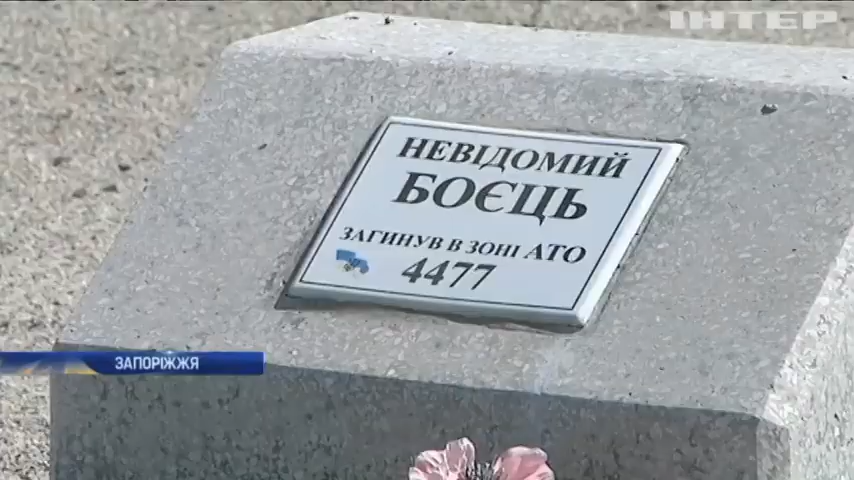 ІНТЕР
НЕВІДОМИЙ
БОЄЦЬ
ЗАГИНУВ В ЗОНІ АТО
4477
ЗАПОРІЖЖЯ